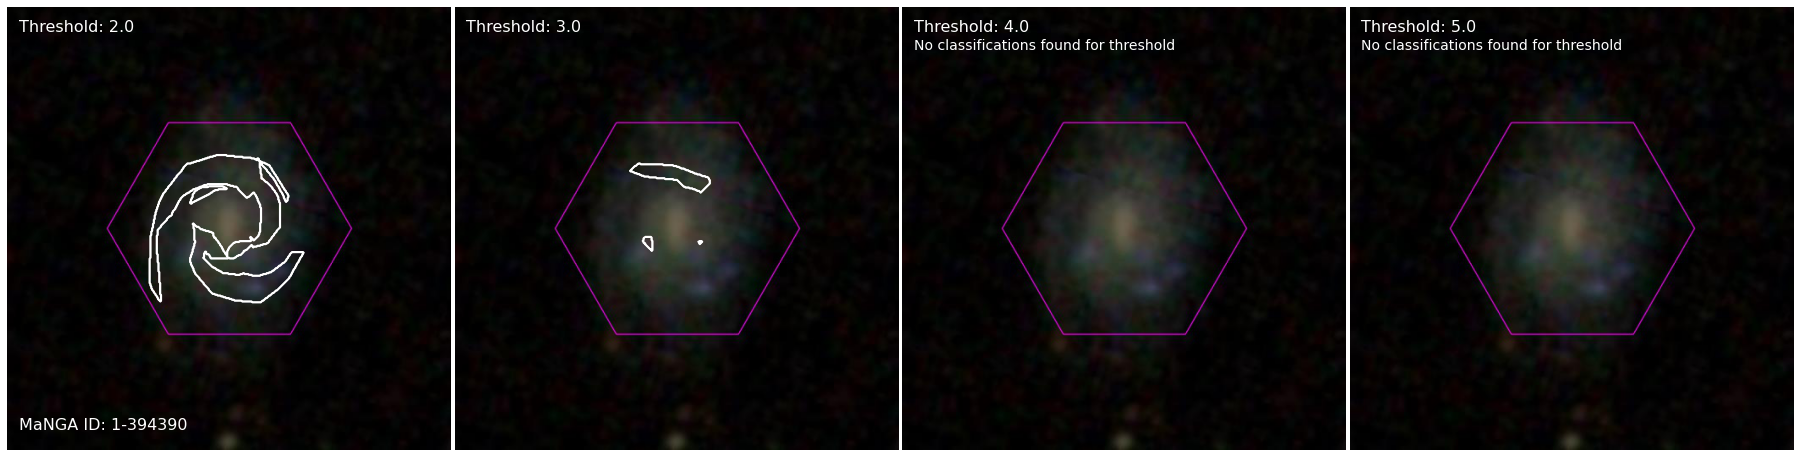 Threshold: 2.0
MaNGA ID: 1-394390
Threshold: 3.0
Threshold: 4.0
No classifications found for threshold
Threshold: 5.0
No classifications found for threshold